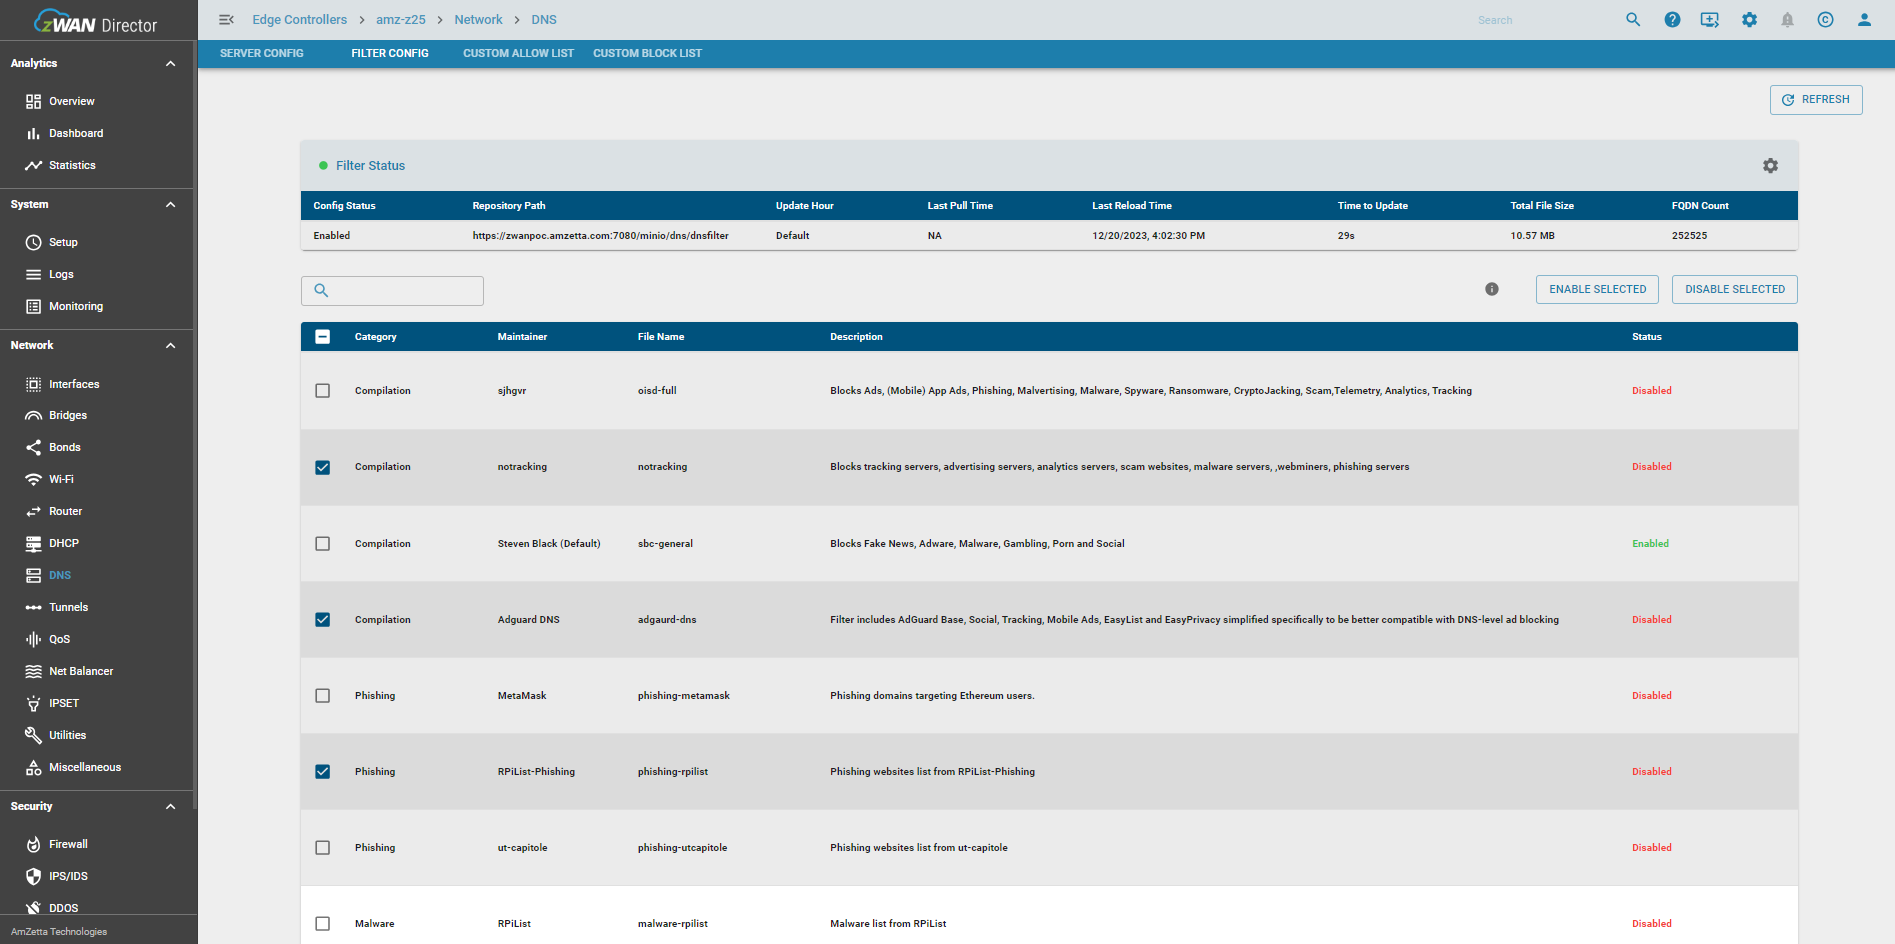 zWAN Director
Edge Controllers > amz-z25 > Network > DNS
Search
SERVER CONFIG FILTER CONFIG CUSTOM ALLOW LIST CUSTOM BLOCK LIST
Analytics
Overview
Dashboard
Statistics
System
Setup
Logs
Monitoring
Network
Interfaces
Bridges
Bonds
Wi-Fi
Router
DHCP
DNS
Tunnels
QoS
Net Balancer
IPSET
Utilities
Miscellaneous
Security
Firewall
IPS/IDS
DDOS
AmZetta Technologies
REFRESH
Filter Status
Config Status Repository Path Update Hour Last Pull Time Last Reload Time Time to Update Total File Size FQDN Count
Enabled https://zwanpoc.amzetta.com:7080/minio/dns/dnsfilter Default NA 12/20/2023, 4:02:30 PM 29s 10.57 MB 252525
ENABLE SELECTED DISABLE SELECTED
Category Maintainer File Name Description Status
Compilation sjhgvr oisd-full Blocks Ads, (Mobile) App Ads, Phishing, Malvertising, Malware, Spyware, Ransomware, CryptoJacking, Scam,Telemetry, Analytics, Tracking Disabled
Compilation notracking notracking Blocks tracking servers, advertising servers, analytics servers, scam websites, malware servers, ,webminers, phishing servers Disabled
Compilation Steven Black (Default) sbc-general Blocks Fake News, Adware, Malware, Gambling, Porn and Social Enabled
Compilation Adguard DNS adgaurd-dns Filter includes AdGuard Base, Social, Tracking, Mobile Ads, EasyList and EasyPrivacy simplified specifically to be better compatible with DNS-level ad blocking Disabled
Phishing MetaMask phishing-metamask Phishing domains targeting Ethereum users. Disabled
Phishing RPiList-Phishing phishing-rpilist Phishing websites list from RPiList-Phishing Disabled
Phishing ut-capitole phishing-utcapitole Phishing websites list from ut-capitole Disabled
Malware RPiList malware-rpilist Malware list from RPiList Disabled